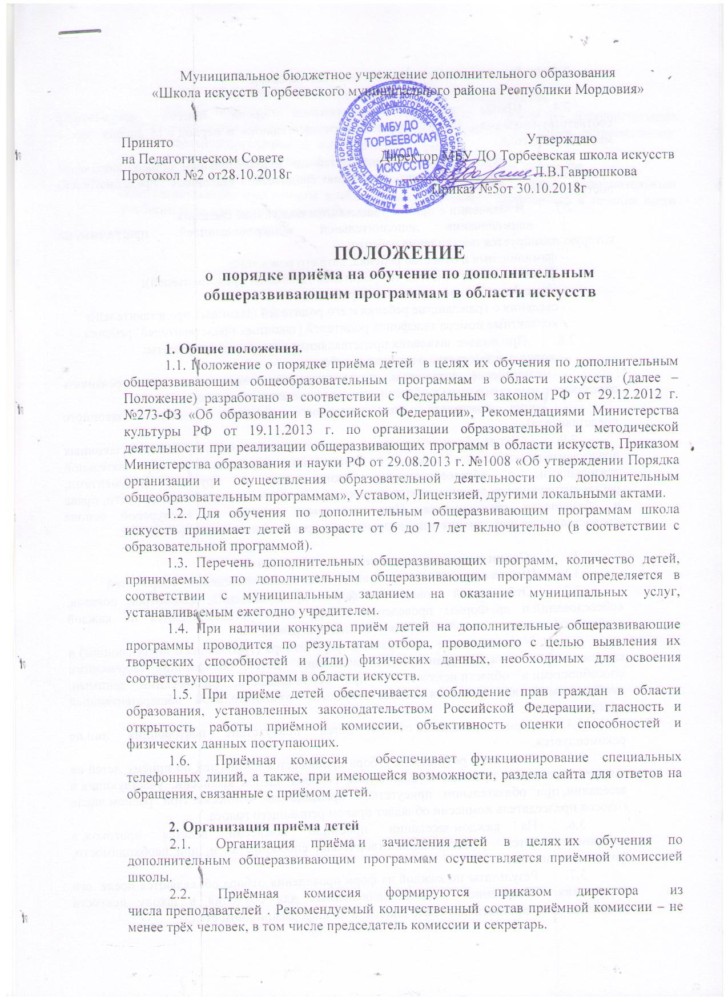 Муниципальное бюджетное учреждение дополнительного образования
«Школа искусств Торбеевского муниципального района Республики Мордовия»
Принято Утверждаю
на Педагогическом Совете Директор МБУ ДО Торбеевская школа искусств
Протокол №2 от28.10.2018г Л.В.Гаврюшкова
Приказ №5от 30.10.2018г
МБУ ДО
ТОРБЕЕВСКАЯ
ШКОЛА
ИСКУССТВ
ПОЛОЖЕНИЕ
о порядке приёма на обучение по дополнительным
общеразвивающим программам в области искусств
1. Общие положения.
1.1. Положение о порядке приёма детей в целях их обучения по дополнительным
общеразвивающим общеобразовательным программам в области искусств (далее –
Положение) разработано в соответствии с Федеральным законом РФ от 29.12.2012 г.
№273-ФЗ «Об образовании в Российской Федерации», Рекомендациями Министерства
культуры РФ от 19.11.2013 г. по организации образовательной и методической
деятельности при реализации общеразвивающих программ в области искусств, Приказом
Министерства образования и науки РФ от 29.08.2013 г. №1008 «Об утверждении Порядка
организации и осуществления образовательной деятельности по дополнительным
общеобразовательным программам», Уставом, Лицензией, другими локальными актами.
1.2. Для обучения по дополнительным общеразвивающим программам школа
искусств принимает детей в возрасте от 6 до 17 лет включительно (в соответствии с
образовательной программой).
1.3. Перечень дополнительных общеразвивающих программ, количество детей,
принимаемых по дополнительным общеразвивающим программам определяется в
соответствии с муниципальным заданием на оказание муниципальных услуг,
устанавливаемым ежегодно учредителем.
1.4. При наличии конкурса приём детей на дополнительные общеразвивающие
программы проводится по результатам отбора, проводимого с целью выявления их
творческих способностей и (или) физических данных, необходимых для освоения
соответствующих программ в области искусств.
1.5. При приёме детей обеспечивается соблюдение прав граждан в области
образования, установленных законодательством Российской Федерации, гласность и
открытость работы приёмной комиссии, объективность оценки способностей и
физических данных поступающих.
1.6. Приёмная комиссия обеспечивает функционирование специальных
телефонных линий, а также, при имеющейся возможности, раздела сайта для ответов на
обращения, связанные с приёмом детей.
2. Организация приёма детей
2.1. Организация приёма и зачисления детей в целях их обучения по
дополнительным общеразвивающим программам осуществляется приёмной комиссией
школы.
2.2. Приёмная комиссия формируются приказом директора из
числа преподавателей . Рекомендуемый количественный состав приёмной комиссии – не
менее трёх человек, в том числе председатель комиссии и секретарь.